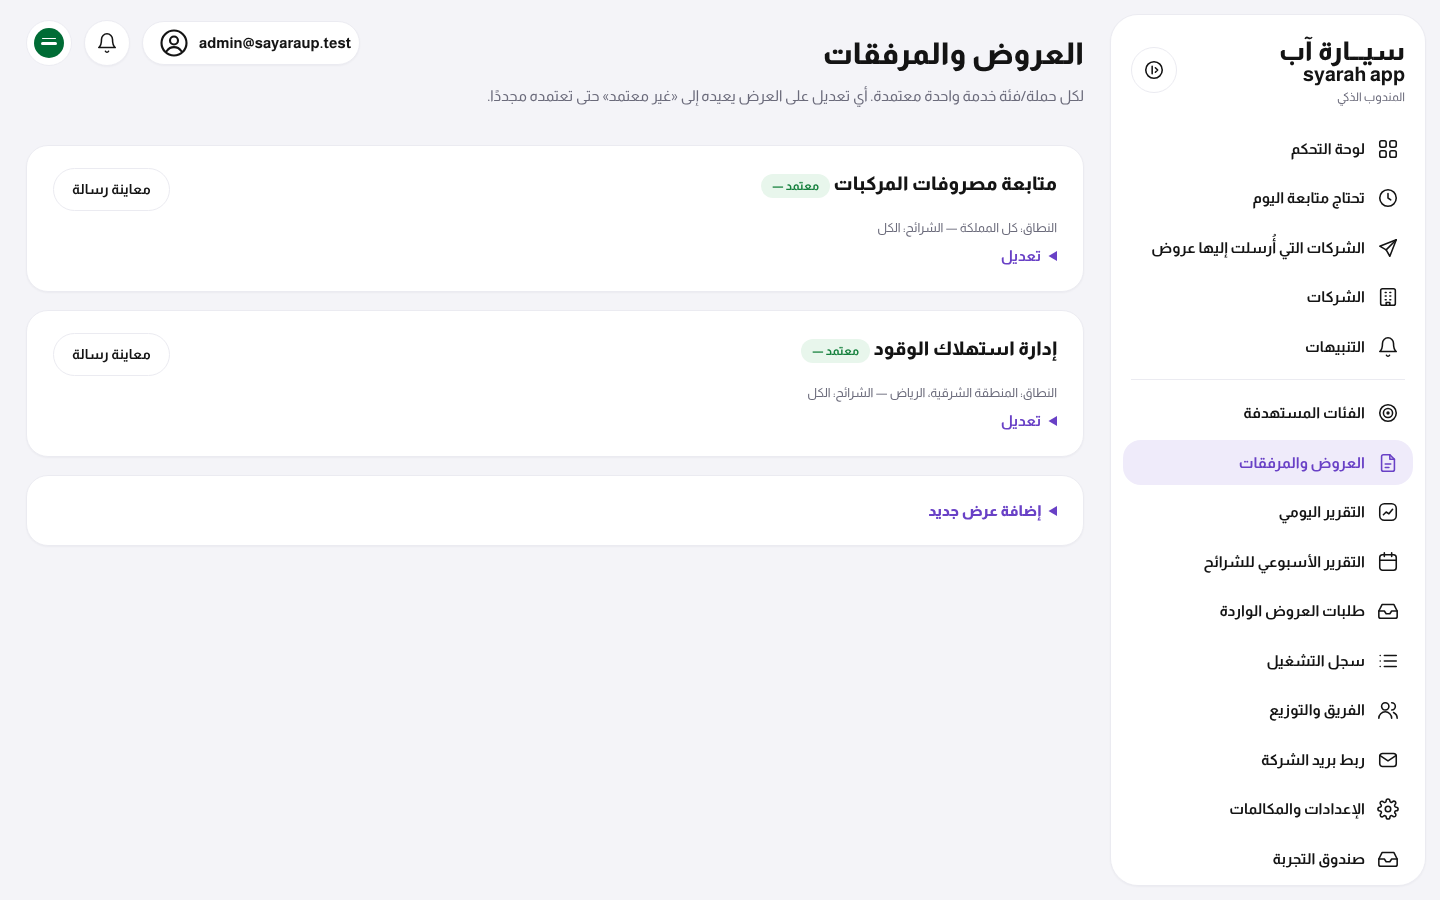 سيـارة آب
syarah app
المندوب الذكي
لوحة التحكم
تحتاج متابعة اليوم
الشركات التي أُرسلت إليها عروض
الشركات
التنبيهات
الفئات المستهدفة
العروض والمرفقات
التقرير اليومي
التقرير الأسبوعي للشرائح
طلبات العروض الواردة
سجل التشغيل
الفريق والتوزيع
ربط بريد الشركة
الإعدادات والمكالمات
صندوق التجربة
admin@sayaraup.test
العروض والمرفقات
لكل حملة/فئة خدمة واحدة معتمدة. أي تعديل على العرض يعيده إلى «غير معتمد» حتى تعتمده مجددًا.
متابعة مصروفات المركبات معتمد —
معاينة رسالة
النطاق: كل المملكة — الشرائح: الكل
تعديل
إدارة استهلاك الوقود معتمد —
معاينة رسالة
النطاق: المنطقة الشرقية، الرياض — الشرائح: الكل
تعديل
إضافة عرض جديد